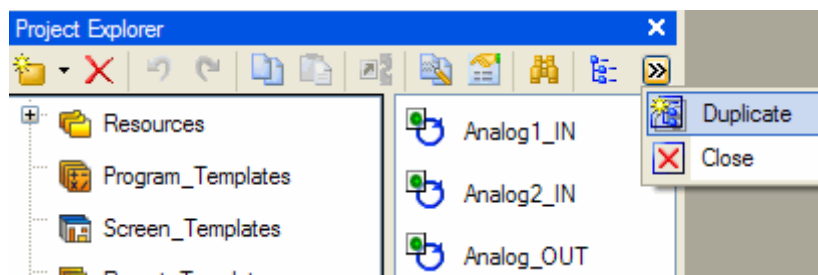 Project Explorer
Resources
Program_Templates
Screen_Templates
Analog1_IN
Analog2_IN
Analog_OUT
Duplicate
Close